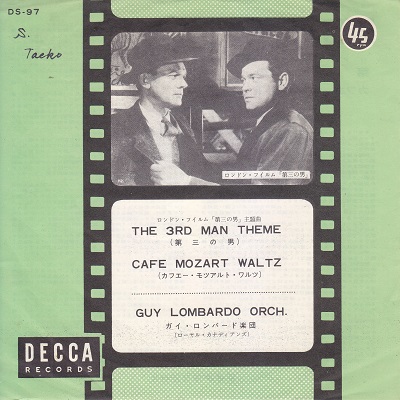 DS-97
S. Taeko
45
RPM
ロンドン・フイルム「第三の男」
ロンドン・フイルム「第三の男」主題曲
THE 3RD MAN THEME
(第三の男)
CAFE MOZART WALTZ
(カフエー・モツアルト・ワルツ)
GUY LOMBARDO ORCH.
ガイ・ロンバード楽団
(ローヤル・カナディアンズ)
DECCA
RECORDS